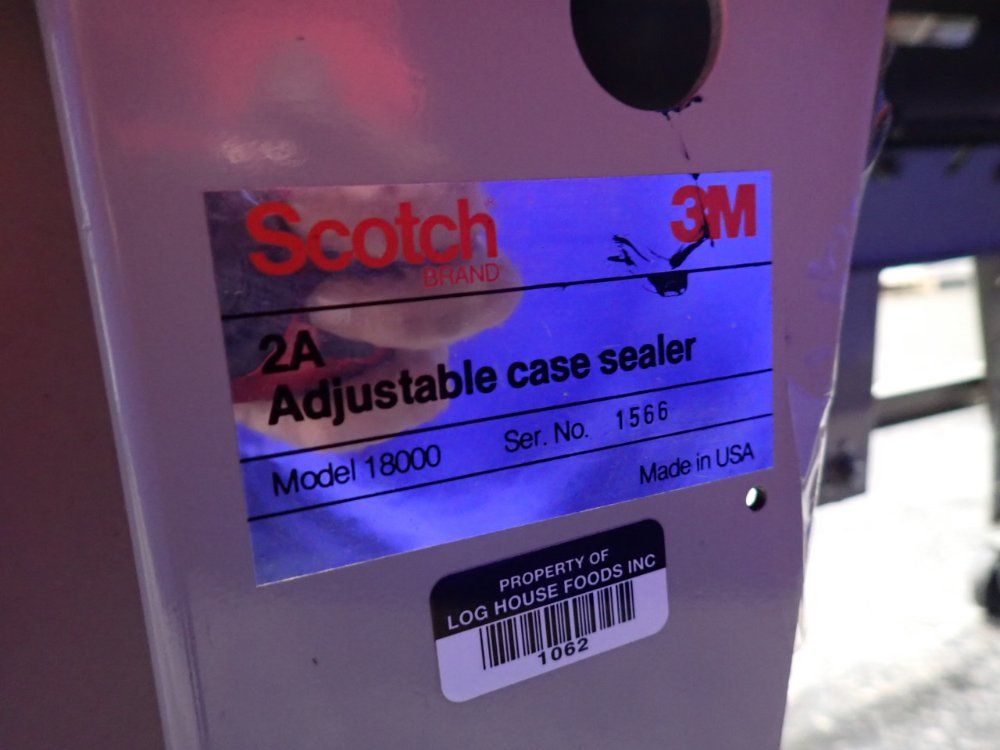 Scotch® 3M
BRAND
2A
Adjustable case sealer
Model 18000 Ser. No. 1566
Made in USA
PROPERTY OF
LOG HOUSE FOODS INC
1062